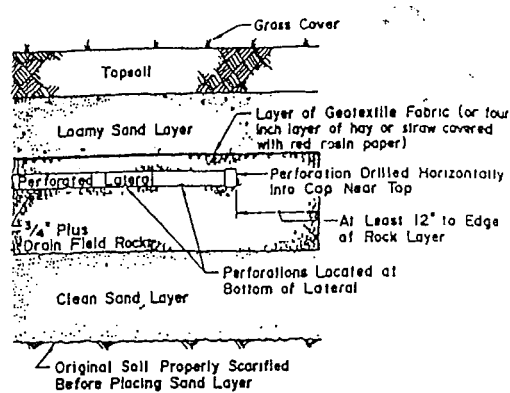 Grass Cover
Topsoil
Loamy Sand Layer
Layer of Geotextile Fabric (or four
inch layer of hay or straw covered
with red rosin paper)
Perforated Lateral
Perforation Drilled Horizontally
Into Cap Near Top
At Least 12" to Edge
of Rock Layer
3/4" Plus
Drain Field Rock
Perforations Located at
Bottom of Lateral
Clean Sand Layer
Original Soil Properly Scarified
Before Placing Sand Layer